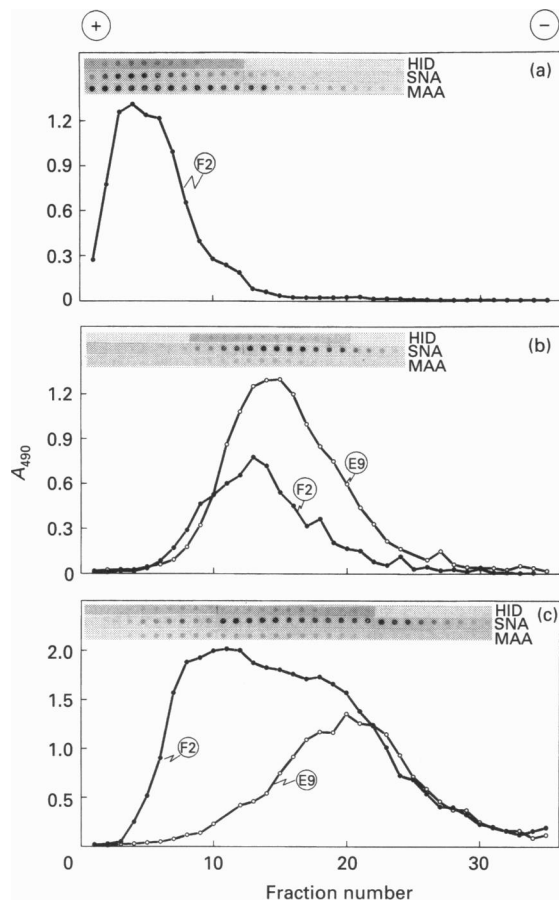 + −
HID
SNA
MAA
(a)
1.2
0.9
0.6
0.3
0
F2
HID
SNA
MAA
(b)
1.2
0.9
0.6
0.3
0
E9
F2
A490
HID
SNA
MAA
(c)
2.0
1.5
1.0
0.5
F2
E9
0 10 20 30
Fraction number